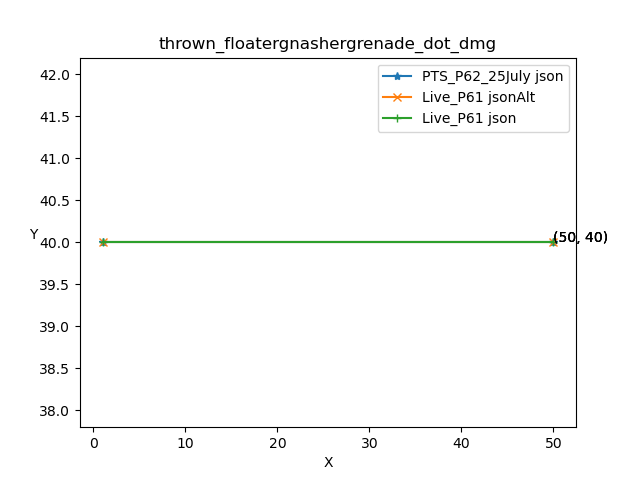 thrown_floatergnashergrenade_dot_dmg
PTS_P62_25July json
Live_P61 jsonAlt
Live_P61 json
42.0
41.5
41.0
40.5
40.0
39.5
39.0
38.5
38.0
Y
(50, 40)
0 10 20 30 40 50
X